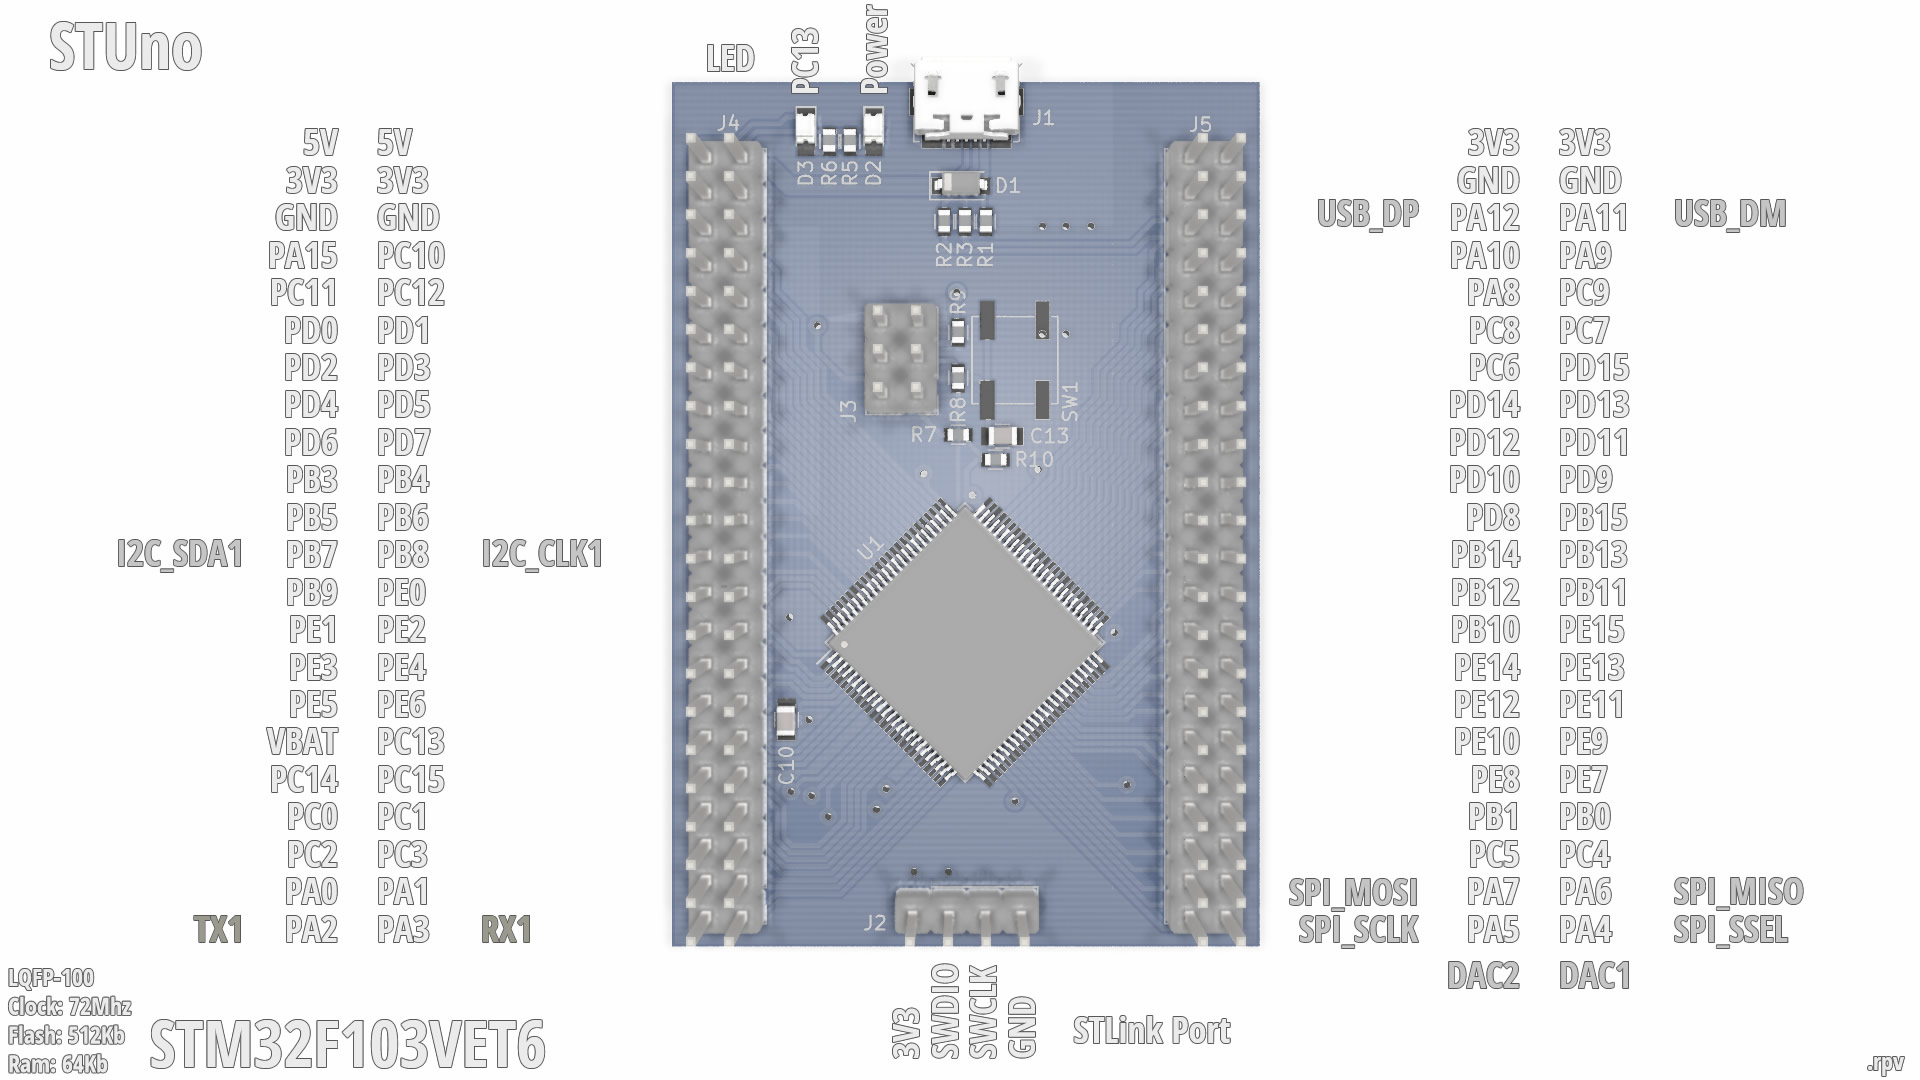 STUno
LED
PC13
Power
5V 5V
3V3 3V3
GND GND
PA15 PC10
PC11 PC12
PD0 PD1
PD2 PD3
PD4 PD5
PD6 PD7
PB3 PB4
PB5 PB6
I2C_SDA1 PB7 PB8 I2C_CLK1
PB9 PE0
PE1 PE2
PE3 PE4
PE5 PE6
VBAT PC13
PC14 PC15
PC0 PC1
PC2 PC3
PA0 PA1
TX1 PA2 PA3 RX1
J4
J1
J5
D3
R6
R5
D2
D1
R2
R3
R1
R9
J3
R8
SW1
R7
C13
R10
U1
C10
J2
3V3 3V3
GND GND
USB_DP PA12 PA11 USB_DM
PA10 PA9
PA8 PC9
PC8 PC7
PC6 PD15
PD14 PD13
PD12 PD11
PD10 PD9
PD8 PB15
PB14 PB13
PB12 PB11
PB10 PE15
PE14 PE13
PE12 PE11
PE10 PE9
PE8 PE7
PB1 PB0
PC5 PC4
SPI_MOSI PA7 PA6 SPI_MISO
SPI_SCLK PA5 PA4 SPI_SSEL
DAC2 DAC1
LQFP-100
Clock: 72Mhz
Flash: 512Kb
Ram: 64Kb
STM32F103VET6
3V3
SWDIO
SWCLK
GND
STLink Port
.rpv